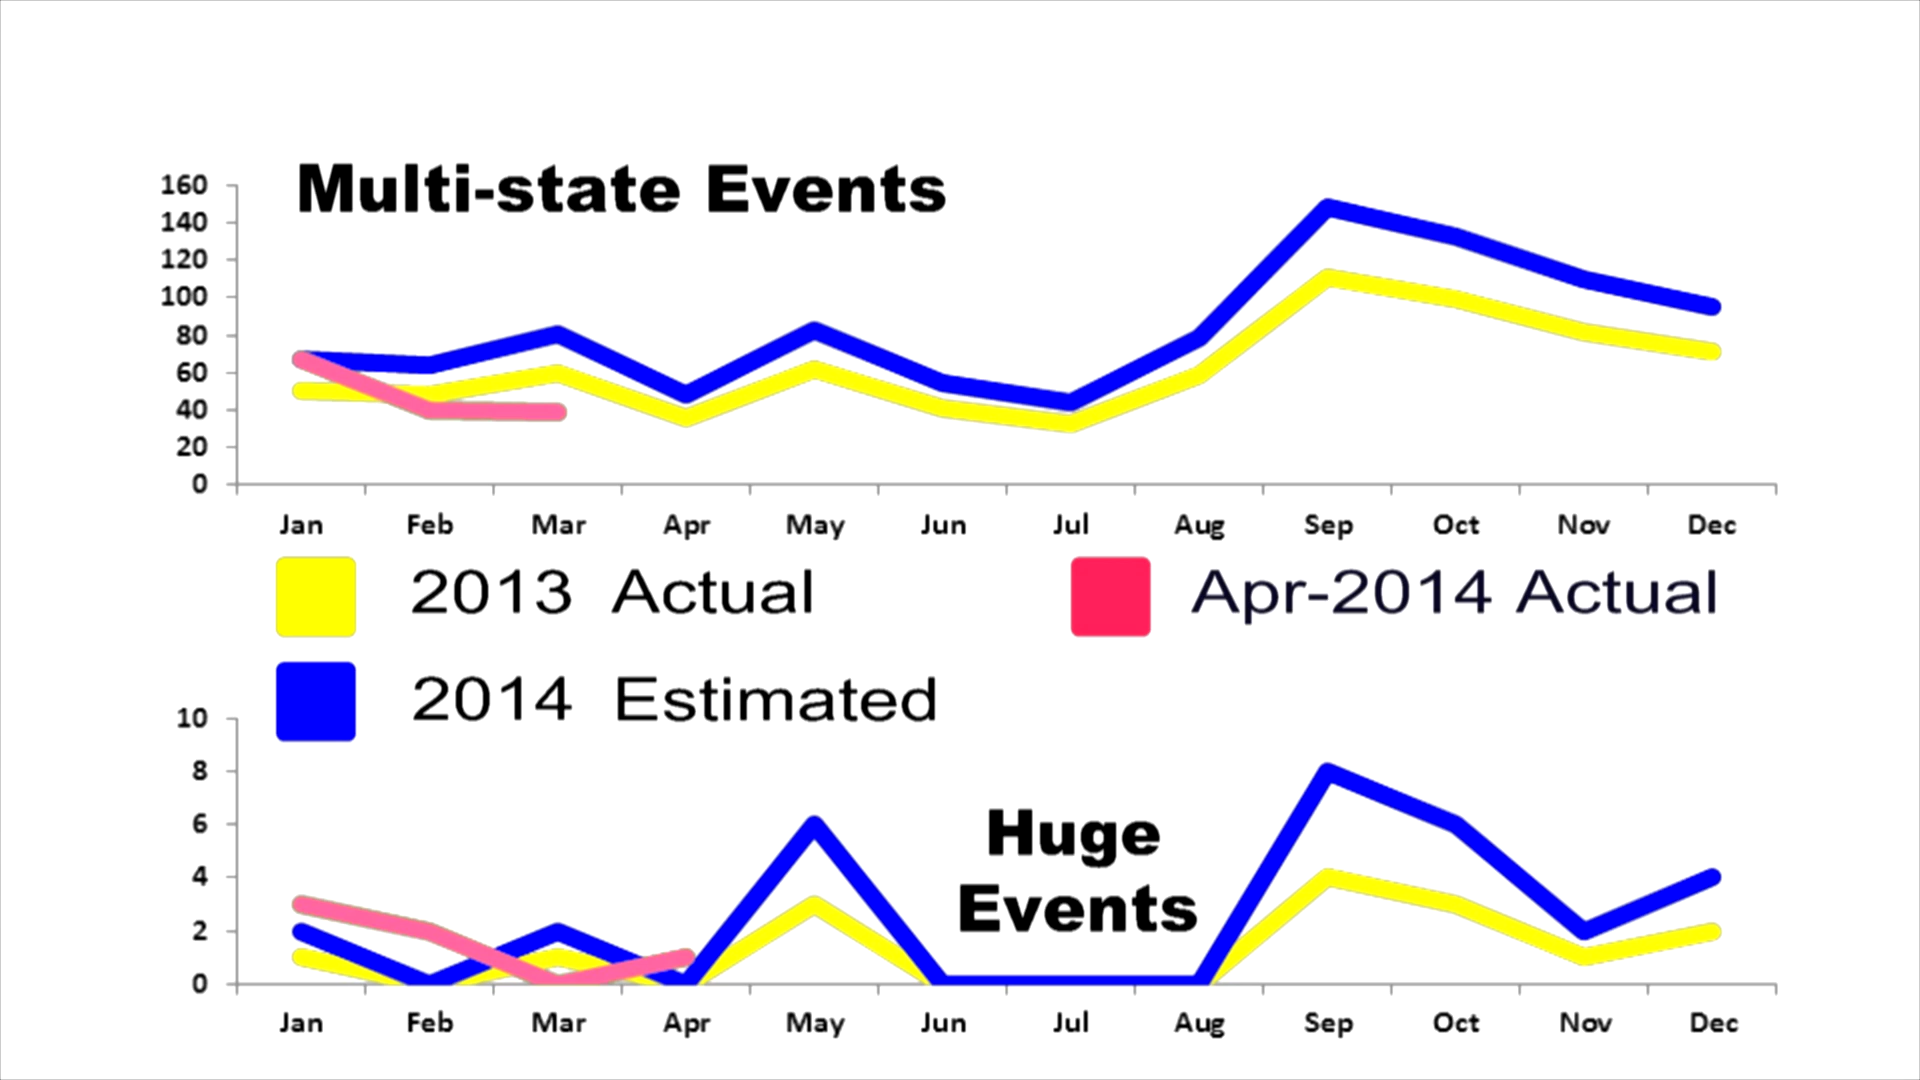 Multi-state Events
160
140
120
100
80
60
40
20
0
Jan Feb Mar Apr May Jun Jul Aug Sep Oct Nov Dec
2013 Actual
Apr-2014 Actual
2014 Estimated
10
8
6
4
2
0
Huge
Events
Jan Feb Mar Apr May Jun Jul Aug Sep Oct Nov Dec